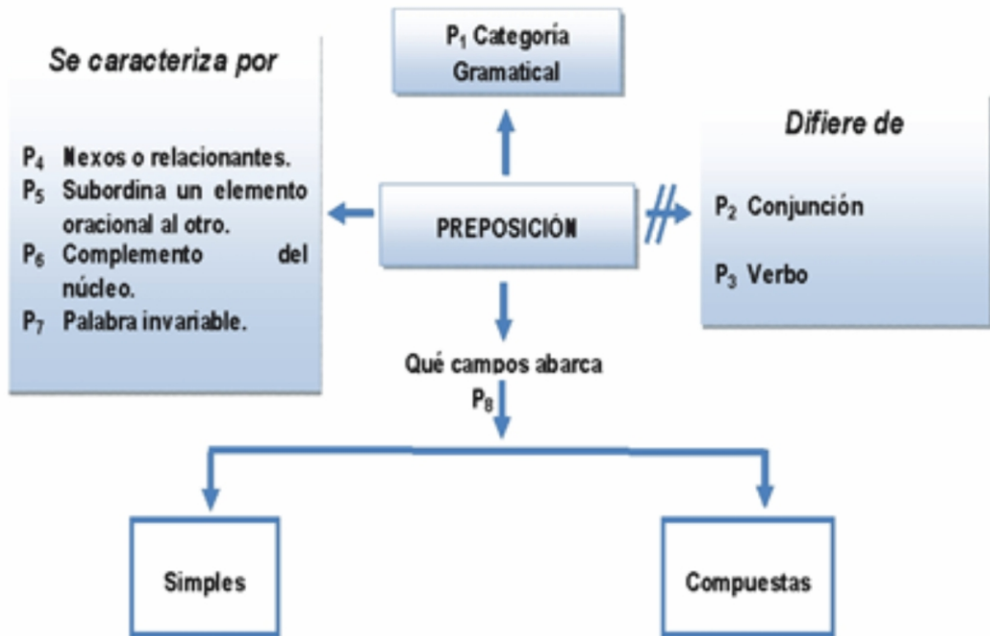 P₁ Categoría
Gramatical
Se caracteriza por
P₄ Nexos o relacionantes.
P₅ Subordina un elemento
oracional al otro.
P₆ Complemento del
núcleo.
P₇ Palabra invariable.
PREPOSICIÓN
Difiere de
P₂ Conjunción
P₃ Verbo
Qué campos abarca
P₈
Simples
Compuestas